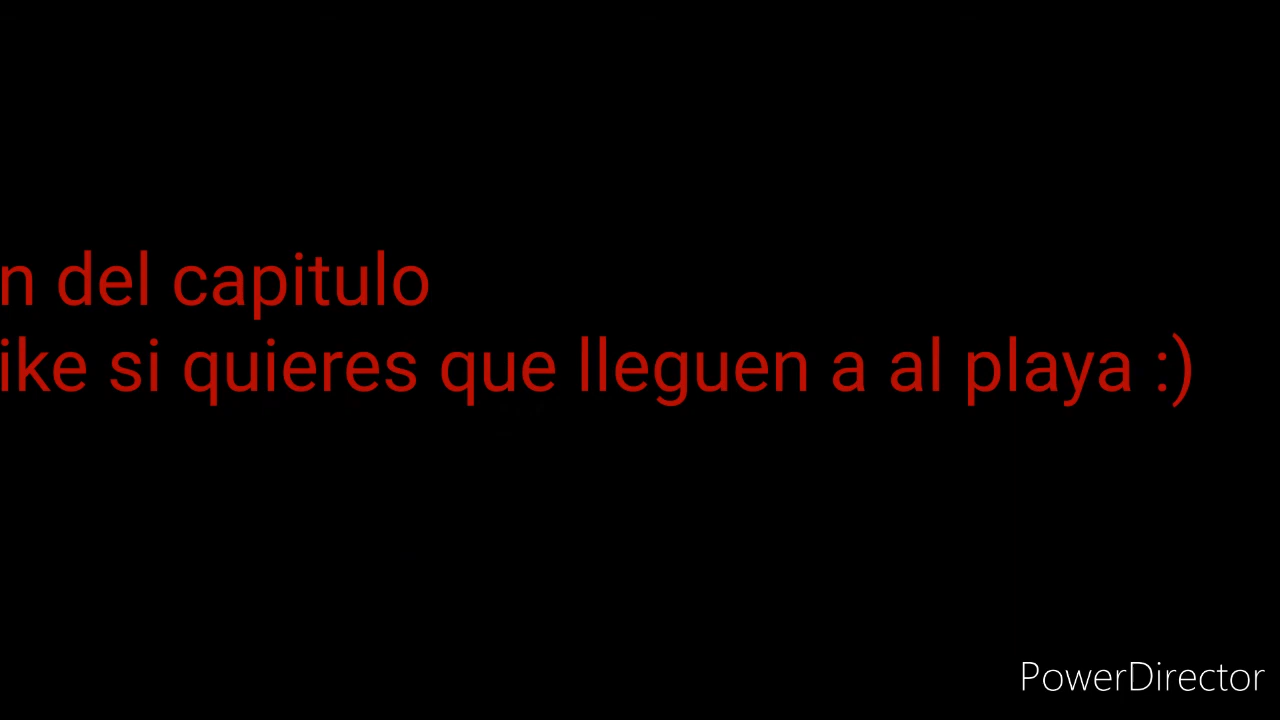 n del capitulo
ike si quieres que lleguen a al playa :)
PowerDirector